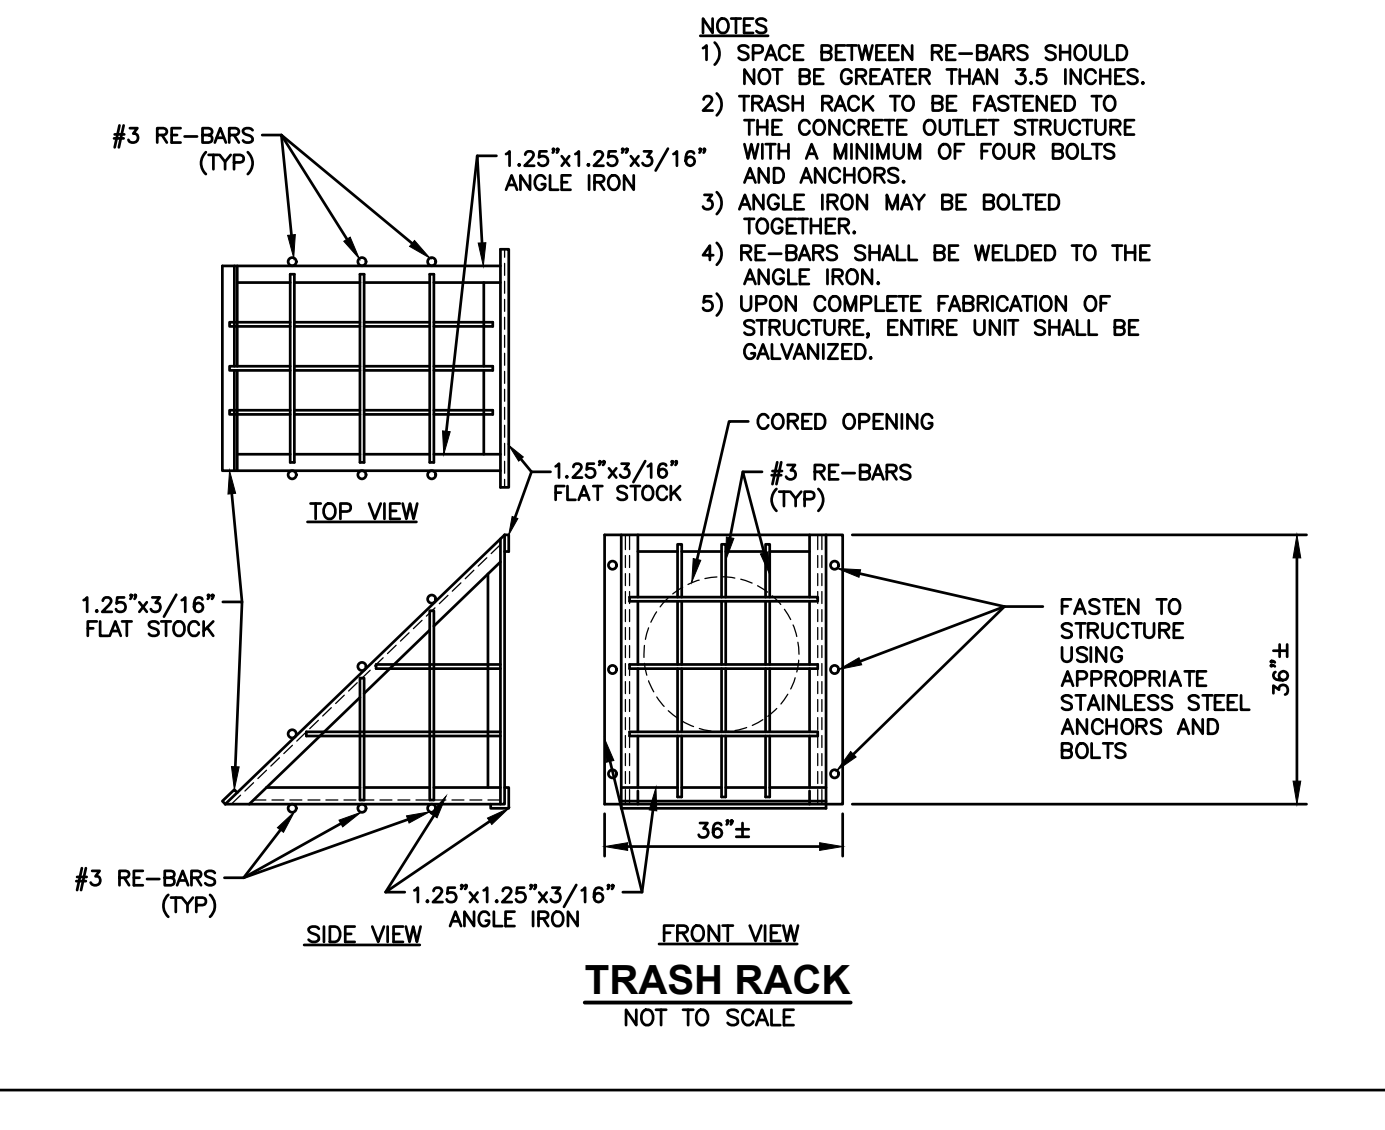 NOTES
1) SPACE BETWEEN RE-BARS SHOULD
NOT BE GREATER THAN 3.5 INCHES.
2) TRASH RACK TO BE FASTENED TO
THE CONCRETE OUTLET STRUCTURE
WITH A MINIMUM OF FOUR BOLTS
AND ANCHORS.
3) ANGLE IRON MAY BE BOLTED
TOGETHER.
4) RE-BARS SHALL BE WELDED TO THE
ANGLE IRON.
5) UPON COMPLETE FABRICATION OF
STRUCTURE, ENTIRE UNIT SHALL BE
GALVANIZED.
#3 RE-BARS
(TYP)
1.25"x1.25"x3/16"
ANGLE IRON
1.25"x3/16"
FLAT STOCK
TOP VIEW
CORED OPENING
#3 RE-BARS
(TYP)
1.25"x3/16"
FLAT STOCK
FASTEN TO
STRUCTURE
USING
APPROPRIATE
STAINLESS STEEL
ANCHORS AND
BOLTS
36"±
36"±
#3 RE-BARS
(TYP)
1.25"x1.25"x3/16"
ANGLE IRON
SIDE VIEW
FRONT VIEW
TRASH RACK
NOT TO SCALE